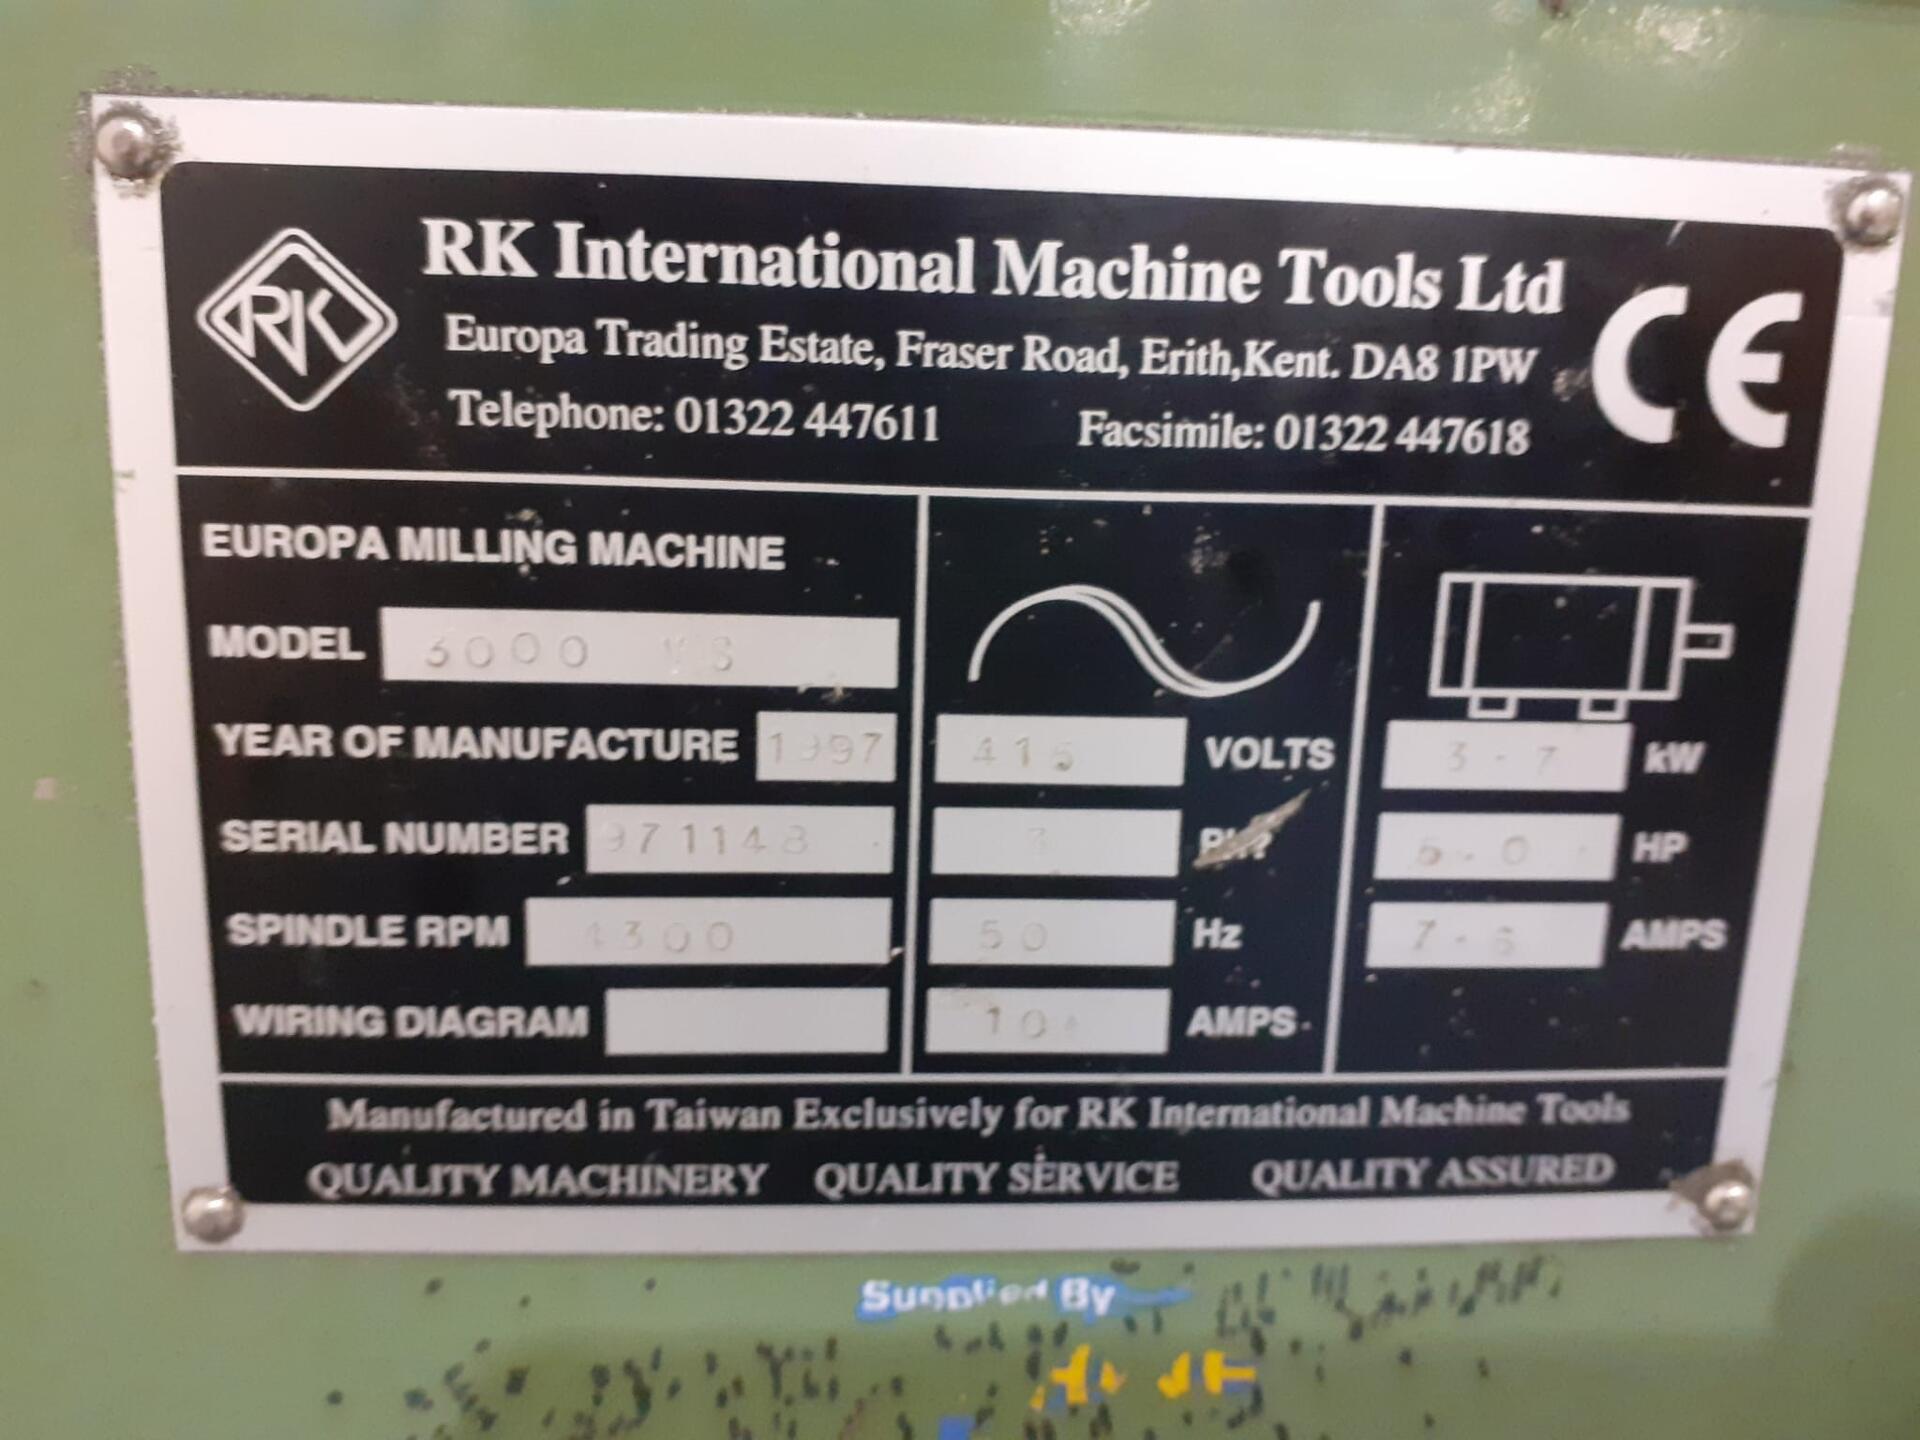 RK
RK International Machine Tools Ltd
CE
Europa Trading Estate, Fraser Road, Erith,Kent. DA8 1PW
Telephone: 01322 447611 Facsimile: 01322 447618
EUROPA MILLING MACHINE
MODEL 3000 VS
YEAR OF MANUFACTURE 1997
SERIAL NUMBER 971148
SPINDLE RPM 4300
WIRING DIAGRAM
415 VOLTS
3
50 Hz
10 AMPS
3-7 kW
5-0 HP
7-6 AMPS
Manufactured in Taiwan Exclusively for RK International Machine Tools
QUALITY MACHINERY QUALITY SERVICE QUALITY ASSURED
Supplied By